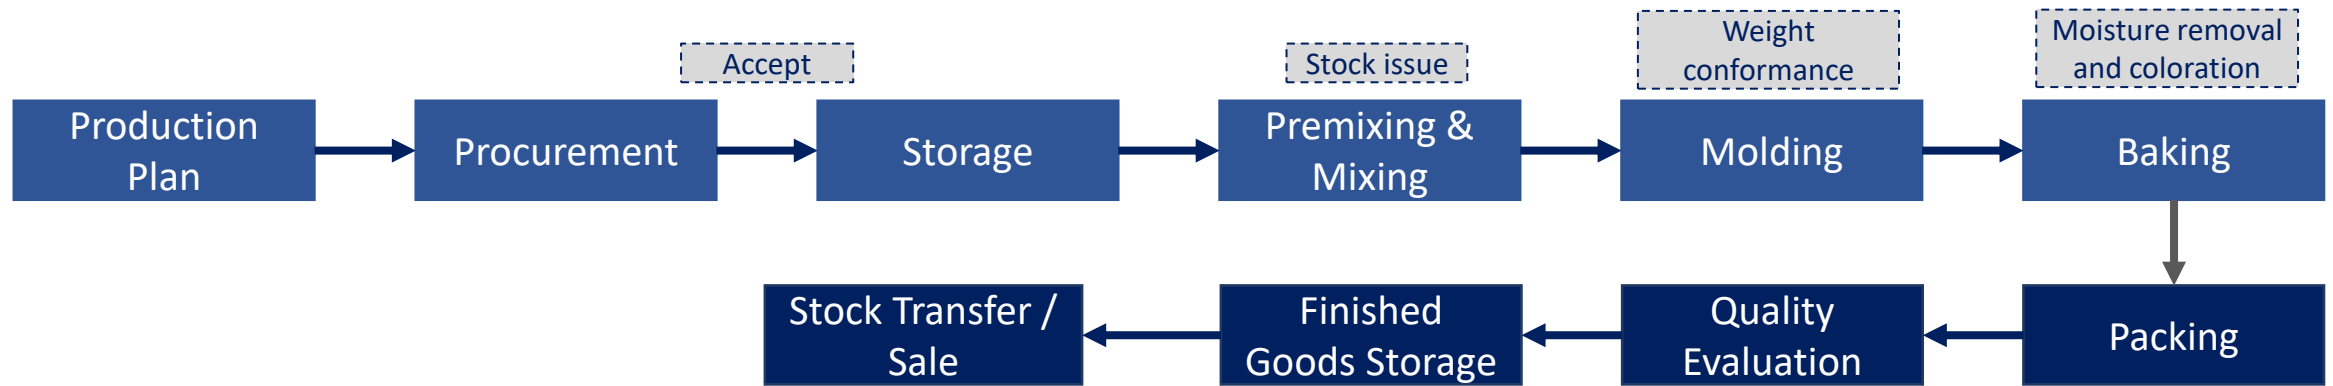 Accept
Stock issue
Weight
conformance
Moisture removal
and coloration
Production
Plan
Procurement
Storage
Premixing &
Mixing
Molding
Baking
Stock Transfer /
Sale
Finished
Goods Storage
Quality
Evaluation
Packing